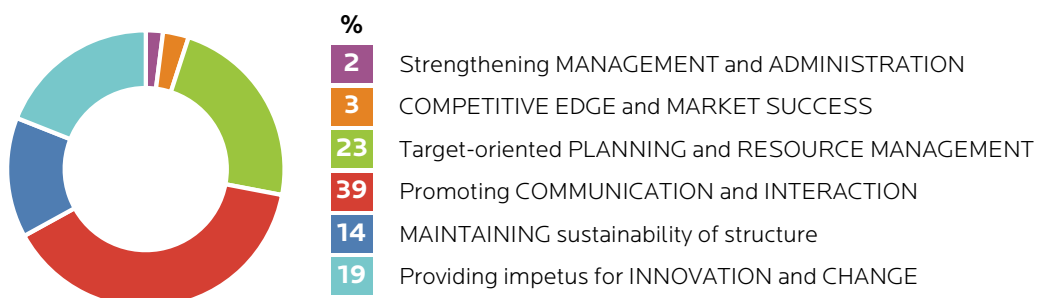 %
2 Strengthening MANAGEMENT and ADMINISTRATION
3 COMPETITIVE EDGE and MARKET SUCCESS
23 Target-oriented PLANNING and RESOURCE MANAGEMENT
39 Promoting COMMUNICATION and INTERACTION
14 MAINTAINING sustainability of structure
19 Providing impetus for INNOVATION and CHANGE